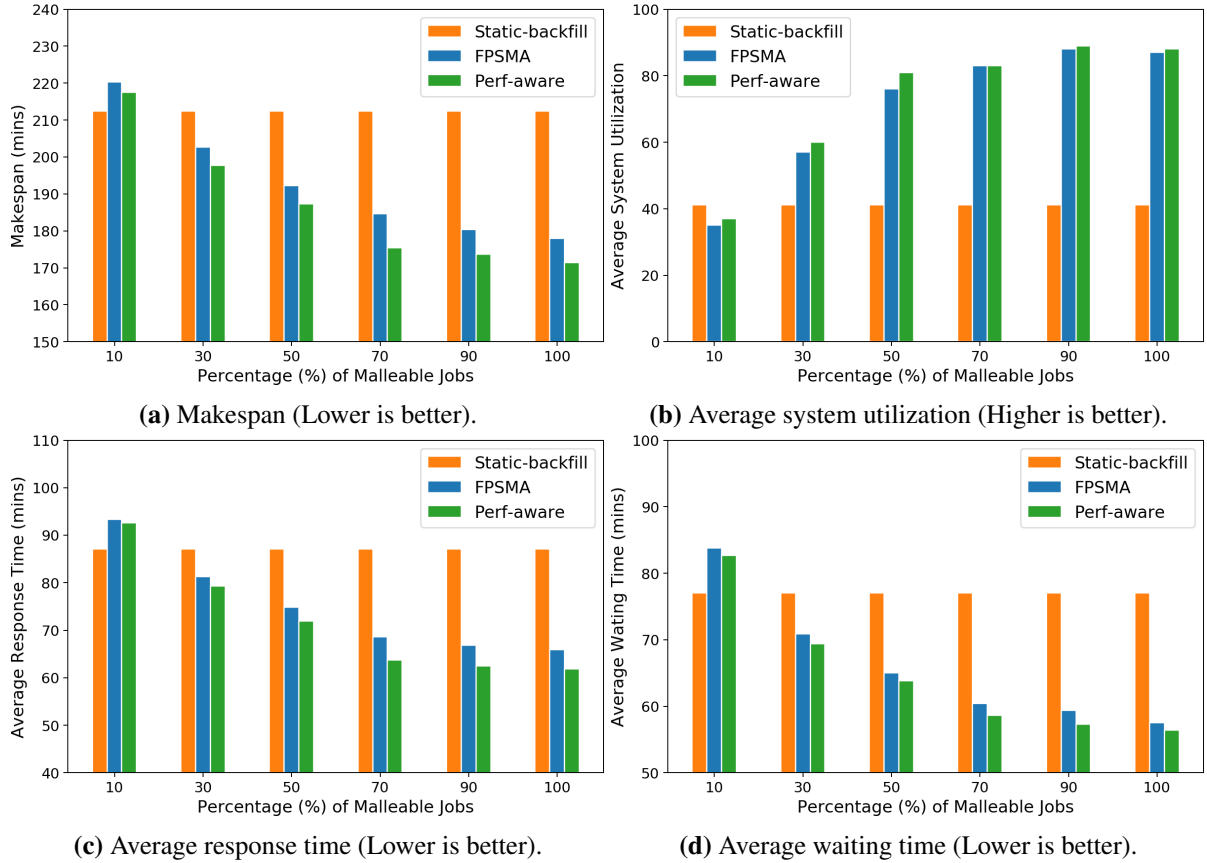 240
230
220
210
200
190
180
170
160
150
Makespan (mins)
Static-backfill
FPSMA
Perf-aware
10 30 50 70 90 100
Percentage (%) of Malleable Jobs
(a) Makespan (Lower is better).
100
80
60
40
20
0
Average System Utilization
Static-backfill
FPSMA
Perf-aware
10 30 50 70 90 100
Percentage (%) of Malleable Jobs
(b) Average system utilization (Higher is better).
110
100
90
80
70
60
50
40
Average Response Time (mins)
Static-backfill
FPSMA
Perf-aware
10 30 50 70 90 100
Percentage (%) of Malleable Jobs
(c) Average response time (Lower is better).
100
90
80
70
60
50
Average Wating Time (mins)
Static-backfill
FPSMA
Perf-aware
10 30 50 70 90 100
Percentage (%) of Malleable Jobs
(d) Average waiting time (Lower is better).